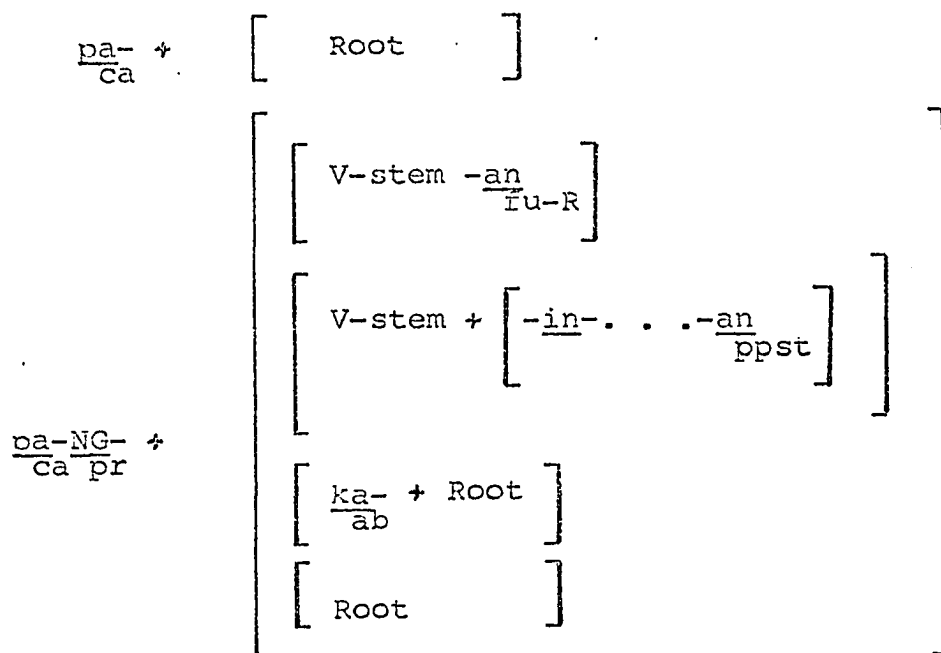 pa- + [ Root ]
ca
[ V-stem -an ]
fu-R
[ V-stem + [ -in-. . .-an ] ]
ppst
pa-NG- +
ca pr
[ ka- + Root ]
ab
[ Root ]